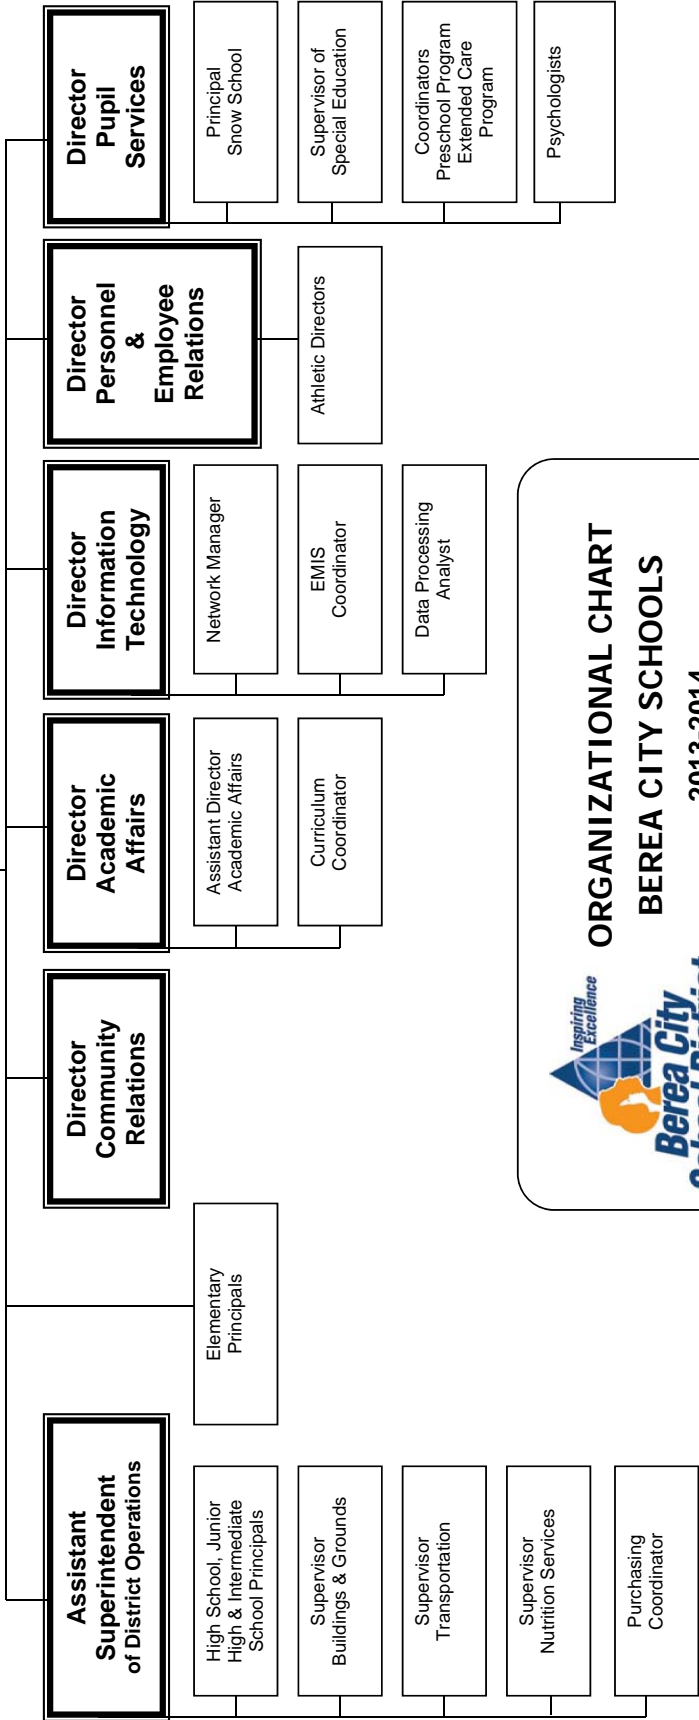 Assistant
Superintendent
of District Operations
High School, Junior
High & Intermediate
School Principals
Supervisor
Buildings & Grounds
Supervisor
Transportation
Supervisor
Nutrition Services
Purchasing
Coordinator
Elementary
Principals
Director
Community
Relations
Director
Academic
Affairs
Assistant Director
Academic Affairs
Curriculum
Coordinator
Director
Information
Technology
Network Manager
EMIS
Coordinator
Data Processing
Analyst
Director
Personnel
&
Employee
Relations
Athletic Directors
Director
Pupil
Services
Principal
Snow School
Supervisor of
Special Education
Coordinators
Preschool Program
Extended Care
Program
Psychologists
Inspiring
Excellence
Berea City
School District
ORGANIZATIONAL CHART
BEREA CITY SCHOOLS
2013-2014